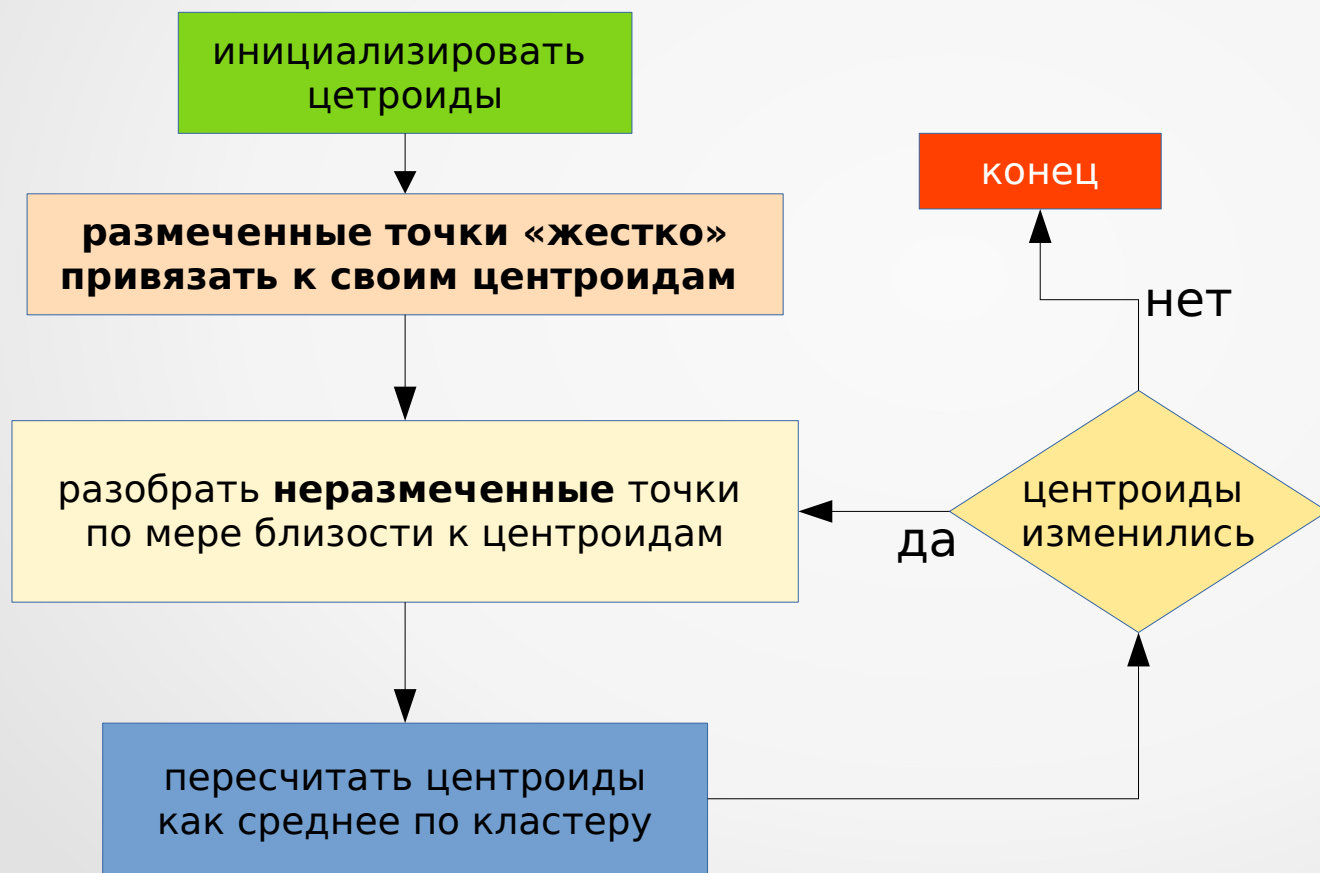 инициализировать
цетроиды
размеченные точки «жестко»
привязать к своим центроидам
разобрать неразмеченные точки
по мере близости к центроидам
пересчитать центроиды
как среднее по кластеру
центроиды
изменились
да
нет
конец